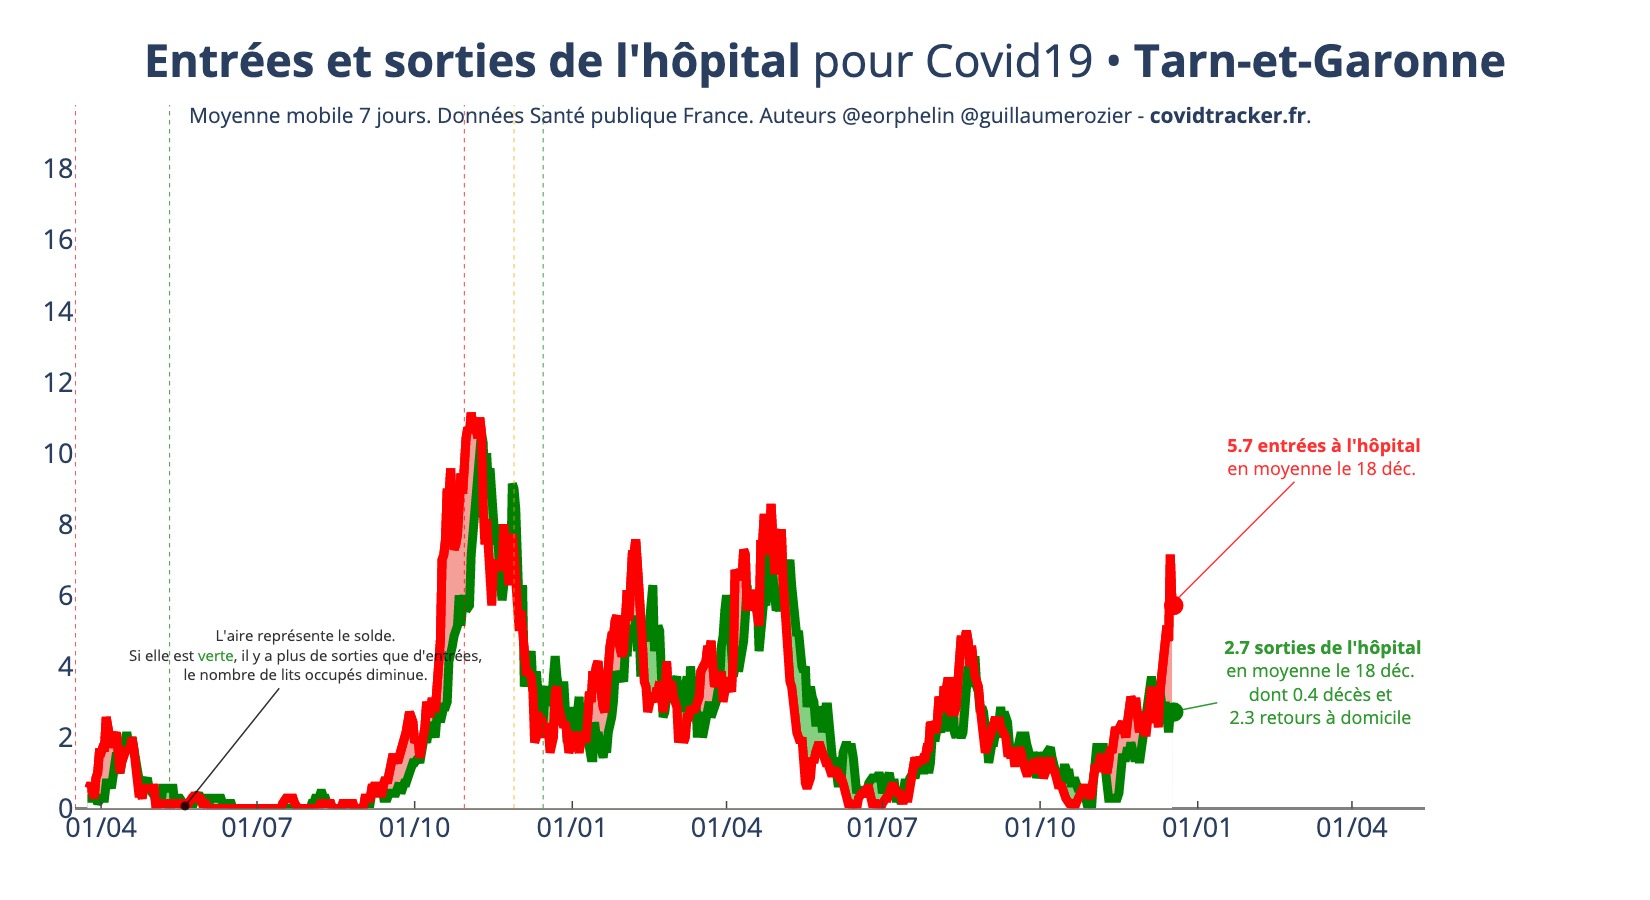 Entrées et sorties de l'hôpital pour Covid19 • Tarn-et-Garonne
Moyenne mobile 7 jours. Données Santé publique France. Auteurs @eorphelin @guillaumerozier - covidtracker.fr.
18
16
14
12
10
8
6
4
2
0
5.7 entrées à l'hôpital
en moyenne le 18 déc.
2.7 sorties de l'hôpital
en moyenne le 18 déc.
dont 0.4 décès et
2.3 retours à domicile
L'aire représente le solde.
Si elle est verte, il y a plus de sorties que d'entrées,
le nombre de lits occupés diminue.
01/04 01/07 01/10 01/01 01/04 01/07 01/10 01/01 01/04